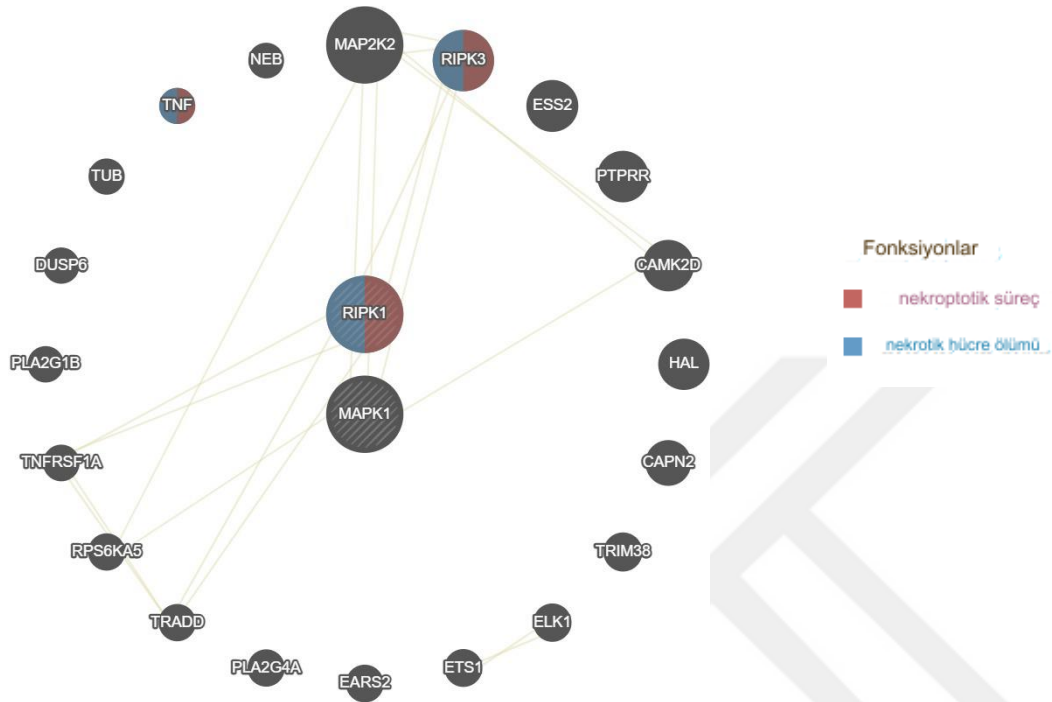 MAP2K2
RIPK3
NEB
TNF
ESS2
TUB
PTPRR
DUSP6
CAMK2D
RIPK1
PLA2G1B
HAL
MAPK1
TNFRSF1A
CAPN2
RPS6KA5
TRIM38
TRADD
ELK1
PLA2G4A
EARS2
ETS1
Fonksiyonlar
nekroptotik süreç
nekrotik hücre ölümü